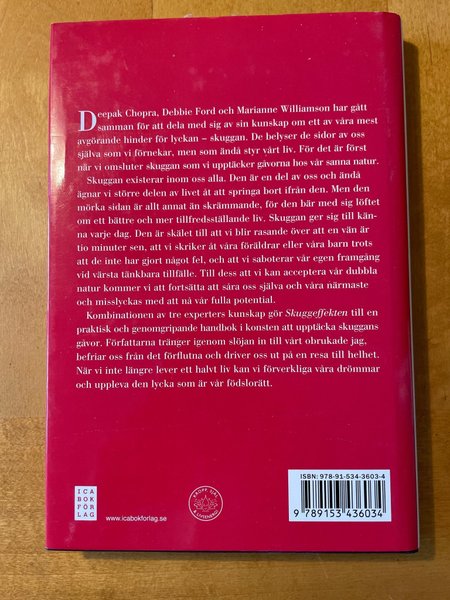 Deepak Chopra, Debbie Ford och Marianne Williamson har gått
samman för att dela med sig av sin kunskap om ett av våra mest
avgörande hinder för lyckan – skuggan. De belyser de sidor av oss
själva som vi förnekar, men som ändå styr vårt liv. För det är först
när vi omsluter skuggan som vi upptäcker gåvorna hos vår sanna natur.
Skuggan existerar inom oss alla. Den är en del av oss och ändå
ägnar vi större delen av livet åt att springa bort ifrån den. Men den
mörka sidan är allt annat än skrämmande, för den bär med sig löftet
om ett bättre och mer tillfredsställande liv. Skuggan ger sig till kän-
na varje dag. Den är skälet till att vi blir rasande över att en vän är
tio minuter sen, att vi skriker åt våra föräldrar eller våra barn trots
att de inte har gjort något fel, och att vi saboterar vår egen framgång
vid värsta tänkbara tillfälle. Till dess att vi kan acceptera vår dubbla
natur kommer vi att fortsätta att såra oss själva och våra närmaste
och misslyckas med att nå vår fulla potential.
Kombinationen av tre experters kunskap gör Skuggeffekten till en
praktisk och genomgripande handbok i konsten att upptäcka skuggans
gåvor. Författarna tränger igenom slöjan in till vårt obrukade jag,
befriar oss från det förflutna och driver oss ut på en resa till helhet.
När vi inte längre lever ett halvt liv kan vi förverkliga våra drömmar
och uppleva den lycka som är vår födslorätt.
ICA
BOK
FÖR
LAG
www.icabokforlag.se
KROPP SJÄL
LIVSENERGI
ISBN: 978-91-534-3603-4
9 789153 436034